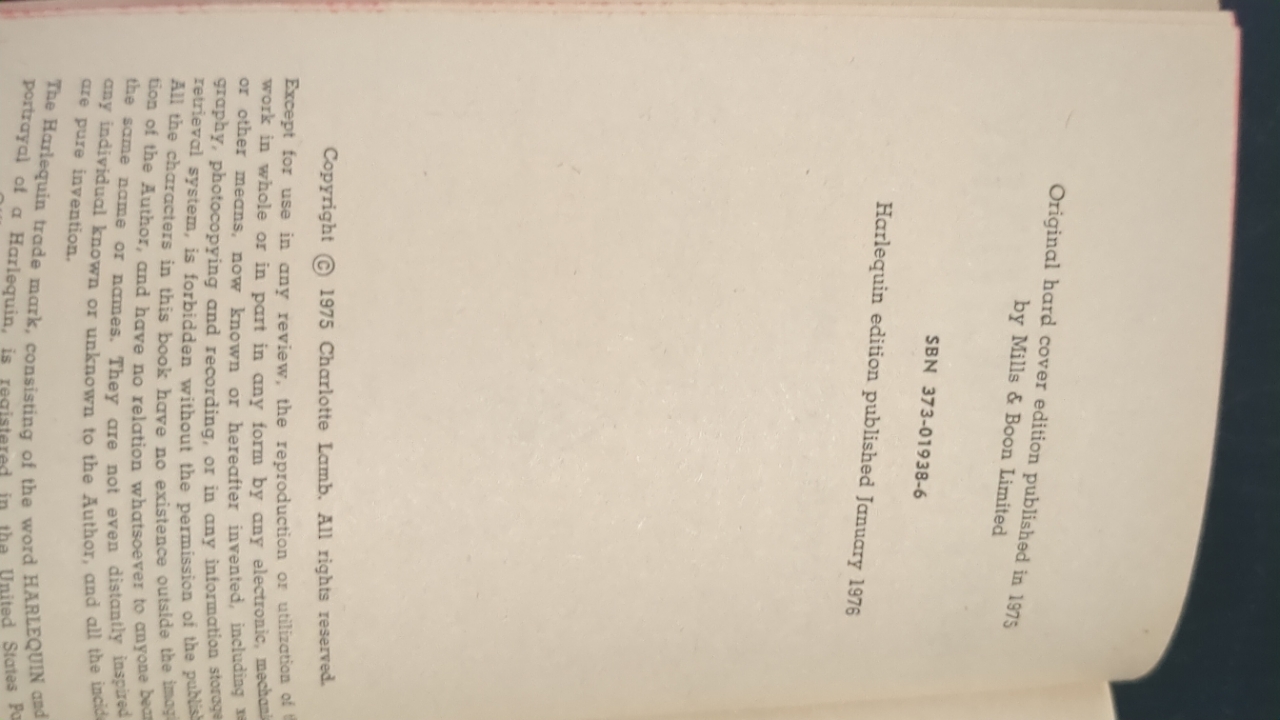 Original hard cover edition published in 1975
by Mills & Boon Limited
SBN 373-01938-6
Harlequin edition published January 1976
Copyright © 1975 Charlotte Lamb. All rights reserved.
Except for use in any review, the reproduction or utilization of
work in whole or in part in any form by any electronic,
or other means, now known or hereafter invented, including
graphy, photocopying and recording, or in any information storage
retrieval system, is forbidden without the permission of the
All the characters in this book have no existence outside the
tion of the Author, and have no relation whatsoever to anyone
the same name or names. They are not even distantly inspired
any individual known or unknown to the Author, and all the
are pure invention.
The Harlequin trade mark, consisting of the word HARLEQUIN and
portrayal of a Harlequin, is registered in the United States